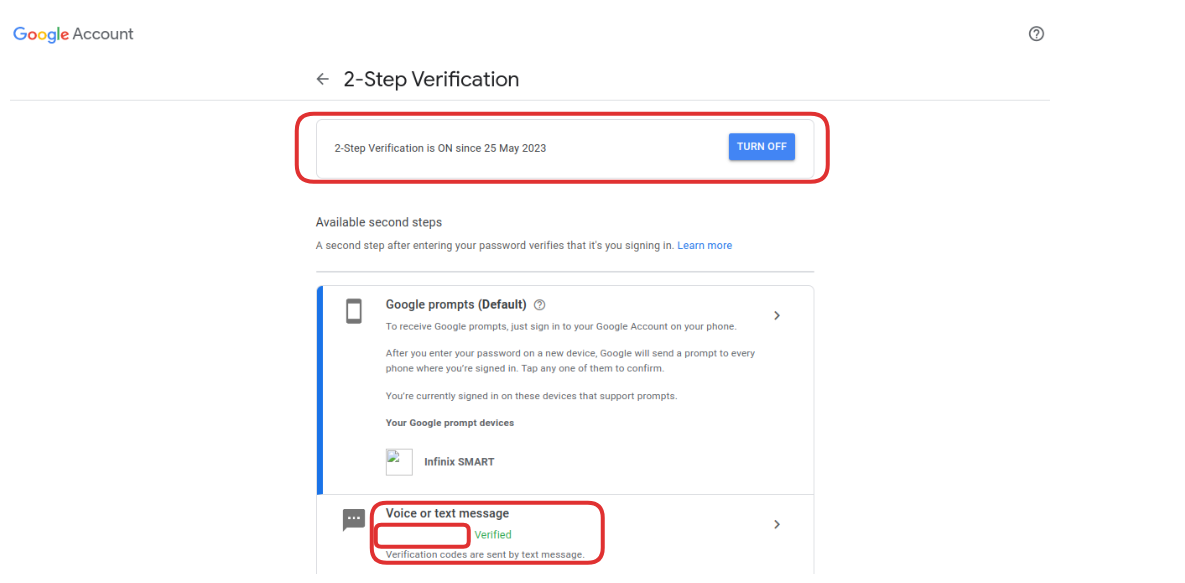 Google Account
2-Step Verification
2-Step Verification is ON since 25 May 2023
TURN OFF
Available second steps
A second step after entering your password verifies that it's you signing in. Learn more
Google prompts (Default)
To receive Google prompts, just sign in to your Google Account on your phone.
After you enter your password on a new device, Google will send a prompt to every
phone where you're signed in. Tap any one of them to confirm.
You're currently signed in on these devices that support prompts.
Your Google prompt devices
Infinix SMART
Voice or text message
Verified
Verification codes are sent by text message.